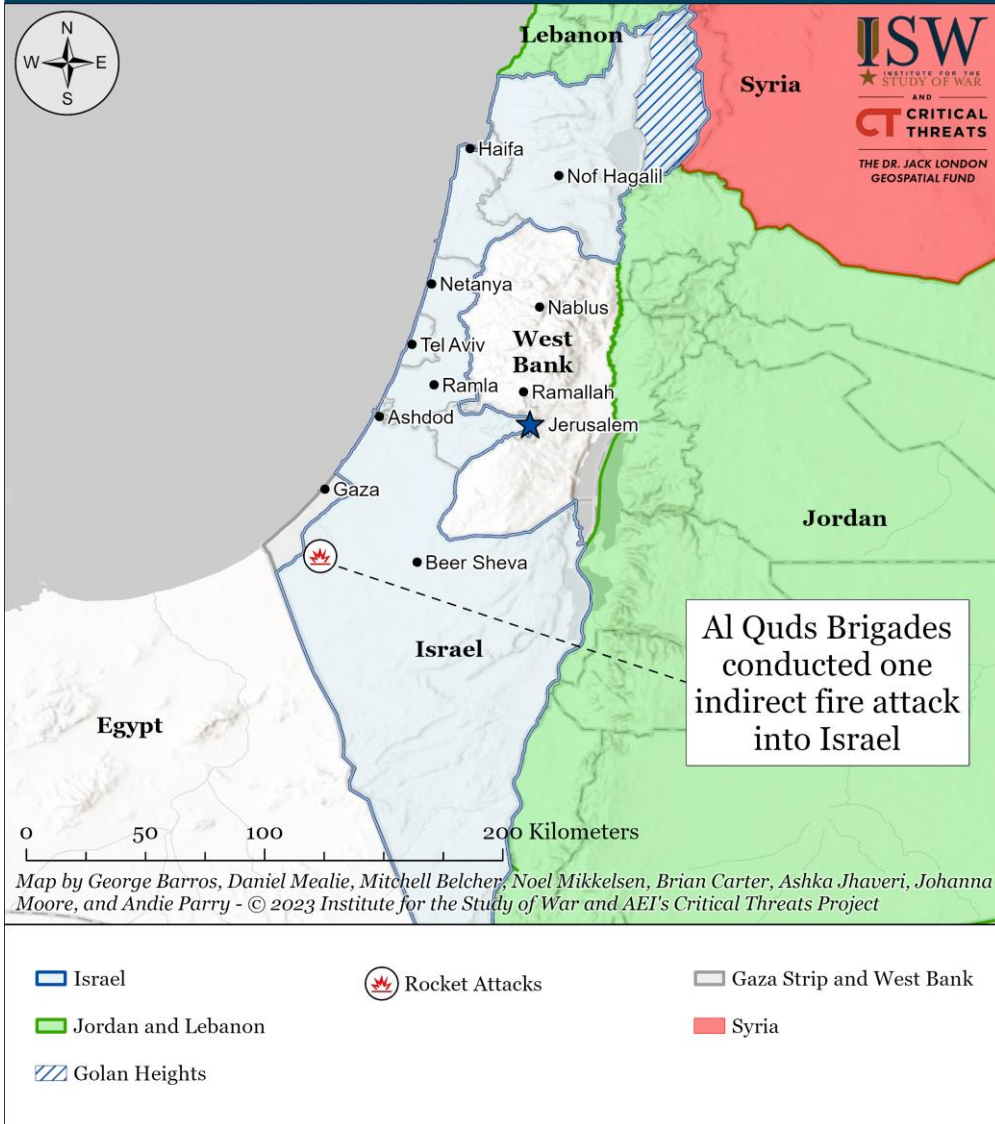 N
W
E
S
Lebanon
ISW
INSTITUTE FOR THE
STUDY OF WAR
AND
CT CRITICAL
THREATS
THE DR. JACK LONDON
GEOSPATIAL FUND
Syria
Haifa
Nof Hagalil
Netanya
Nablus
West
Bank
Tel Aviv
Ramla
Ramallah
Ashdod
Jerusalem
Gaza
Jordan
Beer Sheva
Israel
Al Quds Brigades
conducted one
indirect fire attack
into Israel
Egypt
0 50 100 200 Kilometers
Map by George Barros, Daniel Mealie, Mitchell Belcher, Noel Mikkelsen, Brian Carter, Ashka Jhaveri, Johanna
Moore, and Andie Parry - © 2023 Institute for the Study of War and AEI's Critical Threats Project
Israel
Rocket Attacks
Gaza Strip and West Bank
Jordan and Lebanon
Syria
Golan Heights